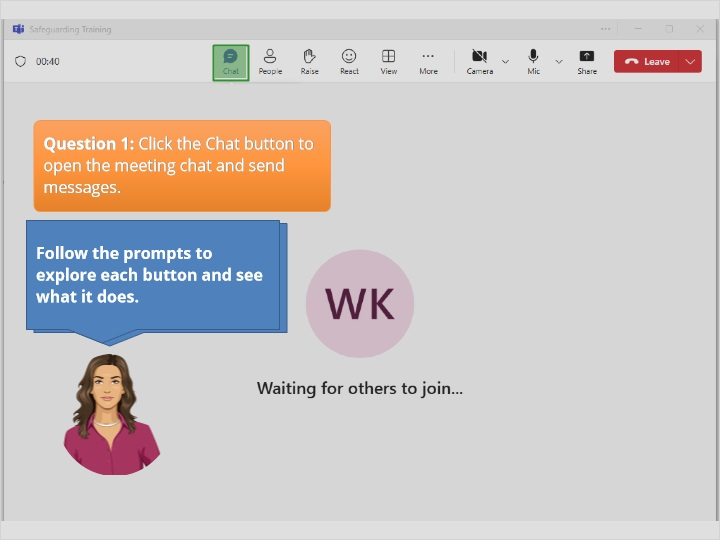 Safeguarding Training
00:40
Chat People Raise React View More Camera Mic Share Leave
Question 1: Click the Chat button to
open the meeting chat and send
messages.
Follow the prompts to
explore each button and see
what it does.
WK
Waiting for others to join...